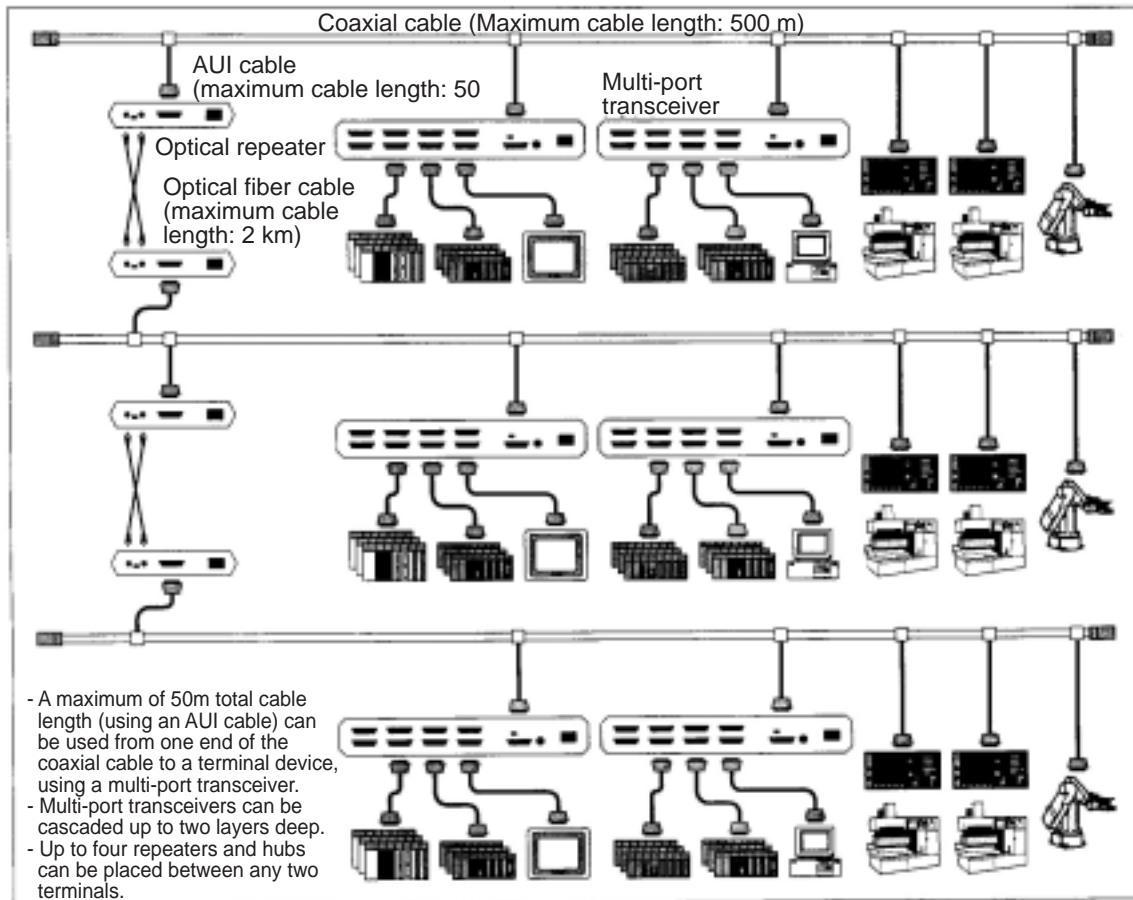 Coaxial cable (Maximum cable length: 500 m)
AUI cable
(maximum cable length: 50
Multi-port
transceiver
Optical repeater
Optical fiber cable
(maximum cable
length: 2 km)
- A maximum of 50m total cable
length (using an AUI cable) can
be used from one end of the
coaxial cable to a terminal device,
using a multi-port transceiver.
- Multi-port transceivers can be
cascaded up to two layers deep.
- Up to four repeaters and hubs
can be placed between any two
terminals.